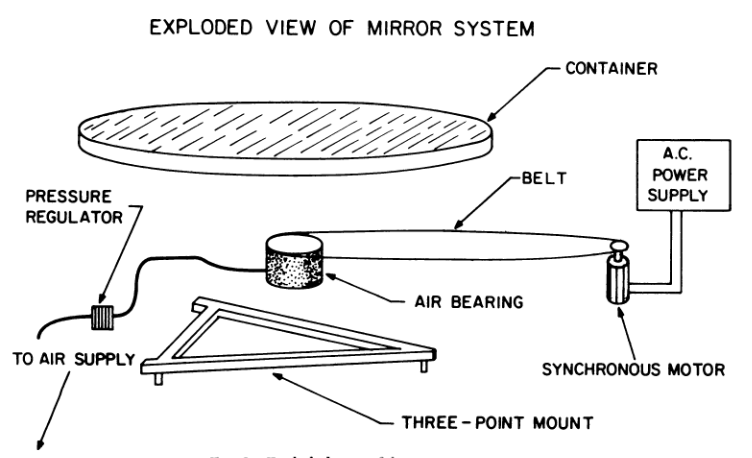 EXPLODED VIEW OF MIRROR SYSTEM
CONTAINER
A.C.
POWER
SUPPLY
BELT
PRESSURE
REGULATOR
AIR BEARING
TO AIR SUPPLY
SYNCHRONOUS MOTOR
THREE-POINT MOUNT